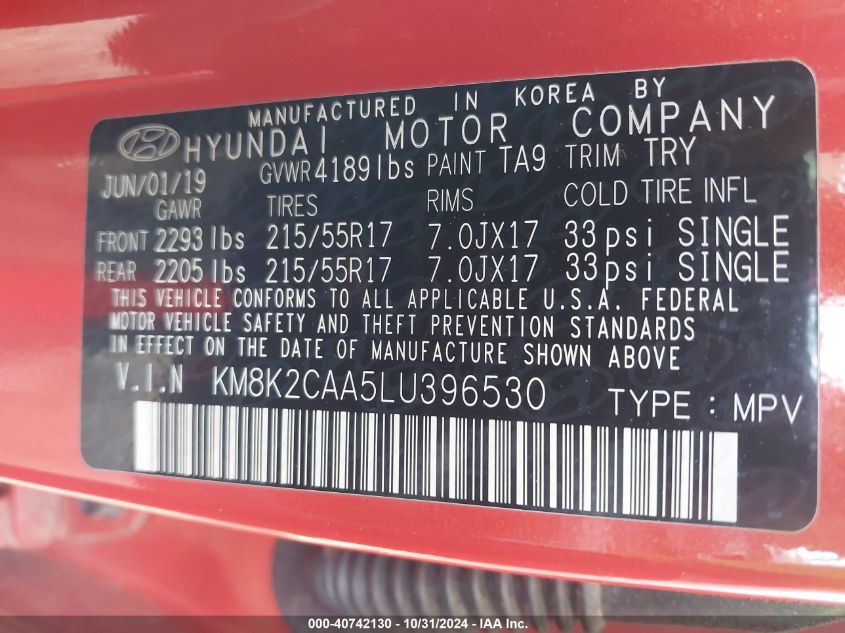 MANUFACTURED IN KOREA BY
HYUNDAI MOTOR COMPANY
JUN/01/19 GVWR 4189lbs PAINT TA9 TRIM TRY
GAWR TIRES RIMS COLD TIRE INFL
FRONT 2293 lbs 215/55R17 7.0JX17 33psi SINGLE
REAR 2205 lbs 215/55R17 7.0JX17 33psi SINGLE
THIS VEHICLE CONFORMS TO ALL APPLICABLE U.S.A. FEDERAL
MOTOR VEHICLE SAFETY AND THEFT PREVENTION STANDARDS
IN EFFECT ON THE DATE OF MANUFACTURE SHOWN ABOVE
V.I.N KM8K2CAA5LU396530 TYPE : MPV
000-40742130 - 10/31/2024 - IAA Inc.